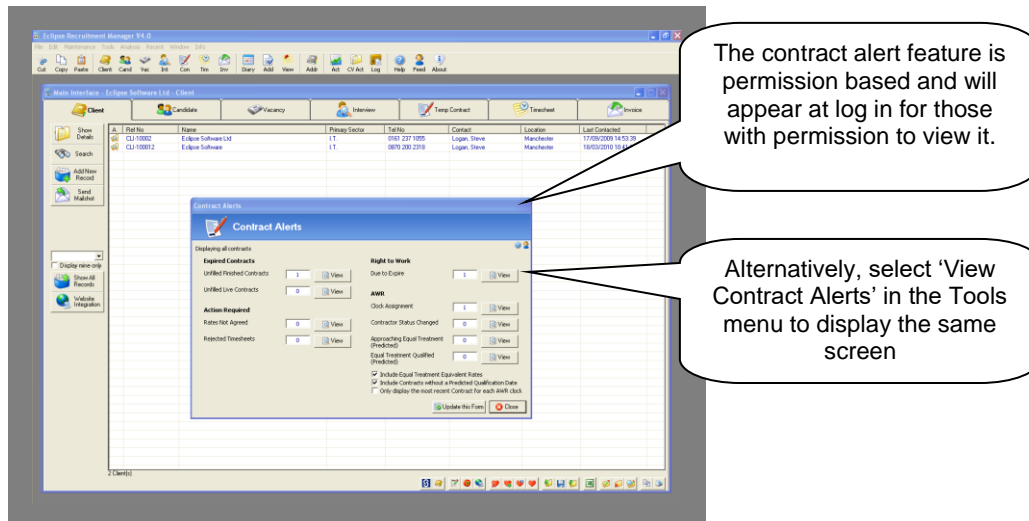 Eclipse Recruitment Manager V4.0
File Edit Maintenance Tools Analysis Recent Window Info
Cut Copy Paste Client Cand Vac Int Con Tim Inv Diary Add View Addr Act CV Act Log Help Feed About
Main Interface - Eclipse Software Ltd - Client
Client Candidate Vacancy Interview Temp Contract Timesheet Invoice
Show Details
Search
Add New Record
Send Mailshot
Display mine only
Show All Records
Website Integration
A Ref No Name Primary Sector Tel No Contact Location Last Contacted
CLI-10002 Eclipse Software Ltd I.T. 0161 237 1055 Logan, Steve Manchester 17/09/2009 14:53:39
CLI-100012 Eclipse Software I.T. 0870 200 2318 Logan, Steve Manchester 18/03/2010
Contract Alerts
Contract Alerts
Displaying all contracts
Expired Contracts
Unfilled Finished Contracts 1 View
Unfilled Live Contracts 0 View
Action Required
Rates Not Agreed 0 View
Rejected Timesheets 0 View
Right to Work
Due to Expire 1 View
AWR
Clock Assignment 1 View
Contractor Status Changed 0 View
Approaching Equal Treatment (Predicted) 0 View
Equal Treatment Qualified (Predicted) 0 View
Include Equal Treatment Equivalent Rates
Include Contracts without a Predicted Qualification Date
Only display the most recent Contract for each AWR clock
Update this Form Close
2 Client(s)
The contract alert feature is
permission based and will
appear at log in for those
with permission to view it.
Alternatively, select ‘View
Contract Alerts’ in the Tools
menu to display the same
screen